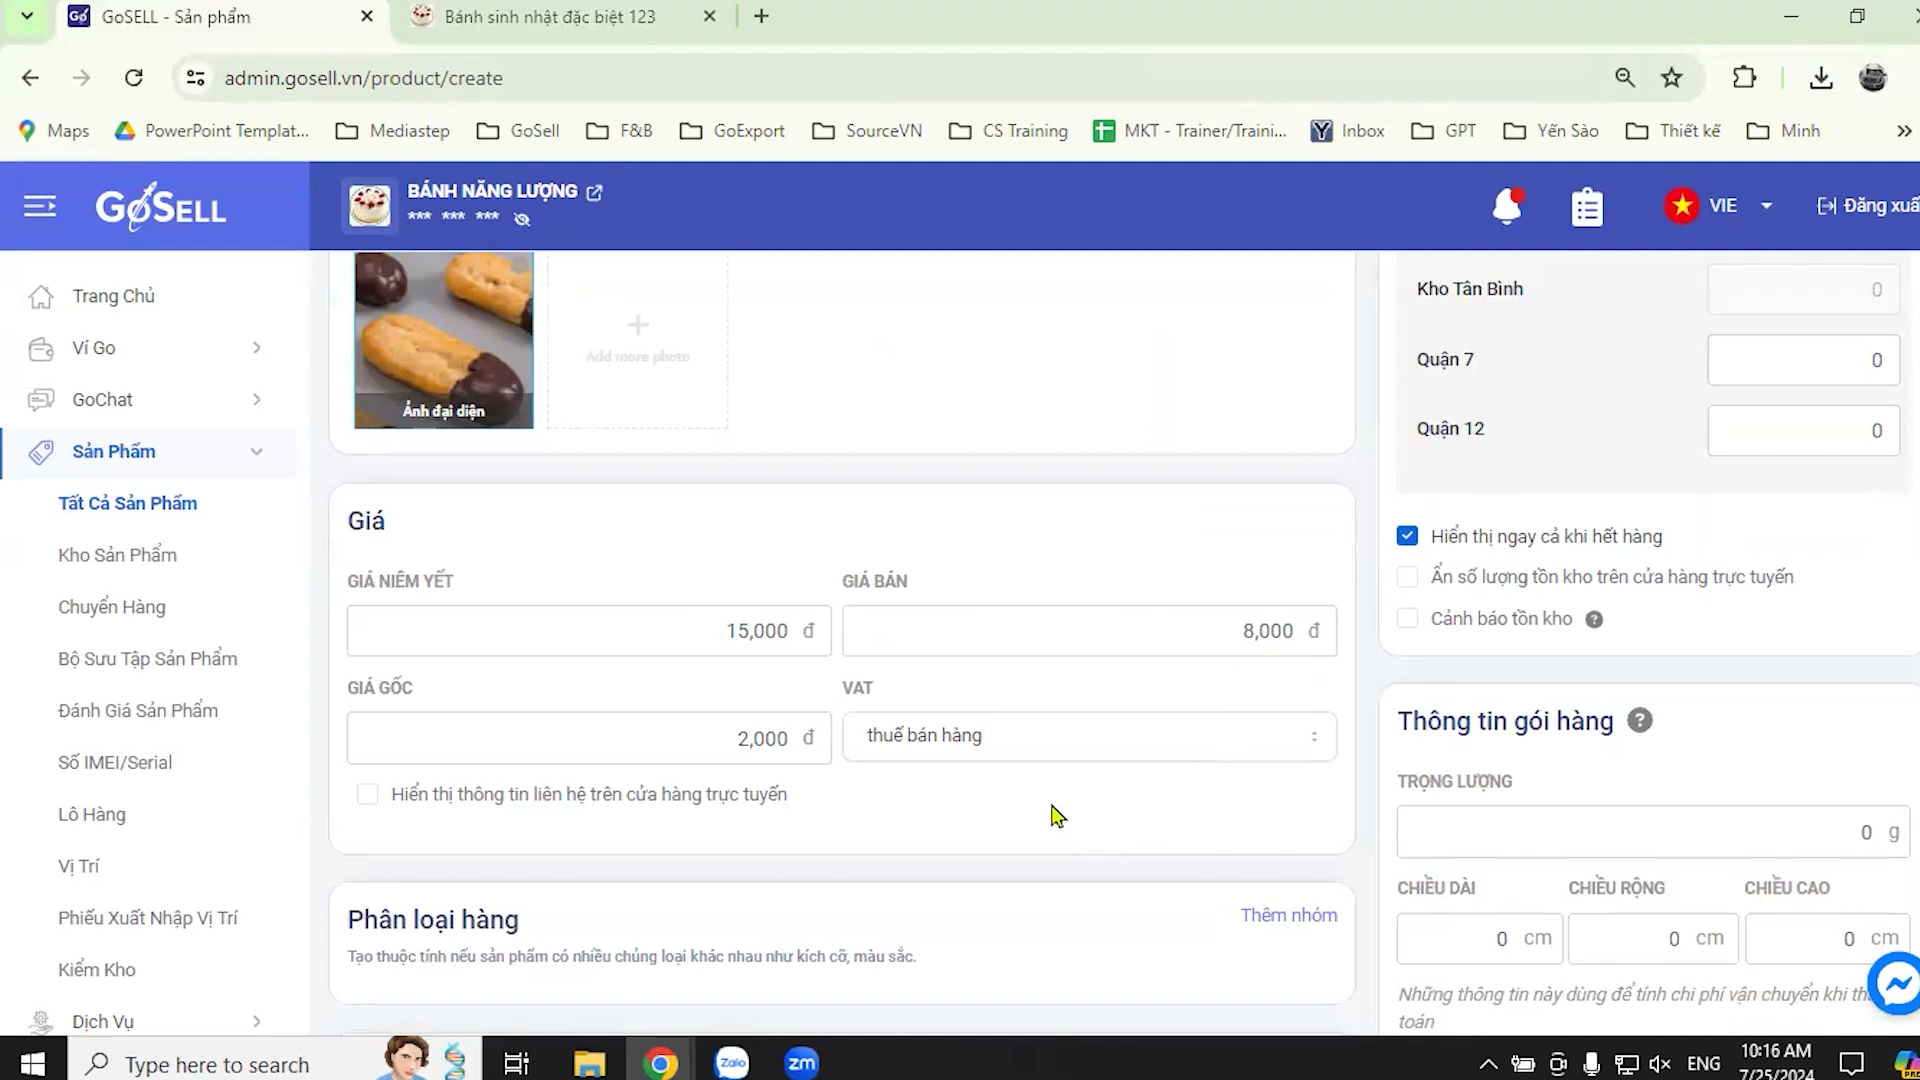 GoSELL - Sản phẩm
Bánh sinh nhật đặc biệt 123
admin.gosell.vn/product/create
Maps
PowerPoint Templat...
Mediastep
GoSell
F&B
GoExport
SourceVN
CS Training
MKT - Trainer/Traini...
Inbox
GPT
Yến Sào
Thiết kế
Minh
GOSELL
BÁNH NĂNG LƯỢNG
*** *** ***
VIE
Đăng xuấ
Trang Chủ
Ví Go
GoChat
Sản Phẩm
Tất Cả Sản Phẩm
Kho Sản Phẩm
Chuyển Hàng
Bộ Sưu Tập Sản Phẩm
Đánh Giá Sản Phẩm
Số IMEI/Serial
Lô Hàng
Vị Trí
Phiếu Xuất Nhập Vị Trí
Kiểm Kho
Dịch Vụ
Ảnh đại diện
Add more photo
Giá
GIÁ NIÊM YẾT
GIÁ BÁN
15,000 đ
8,000 đ
GIÁ GỐC
VAT
2,000 đ
thuế bán hàng
Hiển thị thông tin liên hệ trên cửa hàng trực tuyến
Phân loại hàng
Thêm nhóm
Tạo thuộc tính nếu sản phẩm có nhiều chủng loại khác nhau như kích cỡ, màu sắc.
Kho Tân Bình
0
Quận 7
0
Quận 12
0
Hiển thị ngay cả khi hết hàng
Ẩn số lượng tồn kho trên cửa hàng trực tuyến
Cảnh báo tồn kho ?
Thông tin gói hàng ?
TRỌNG LƯỢNG
0 g
CHIỀU DÀI
CHIỀU RỘNG
CHIỀU CAO
0 cm
0 cm
0 cm
Những thông tin này dùng để tính chi phí vận chuyển khi
toán
Type here to search
Zalo
zm
ENG
10:16 AM
7/25/2024